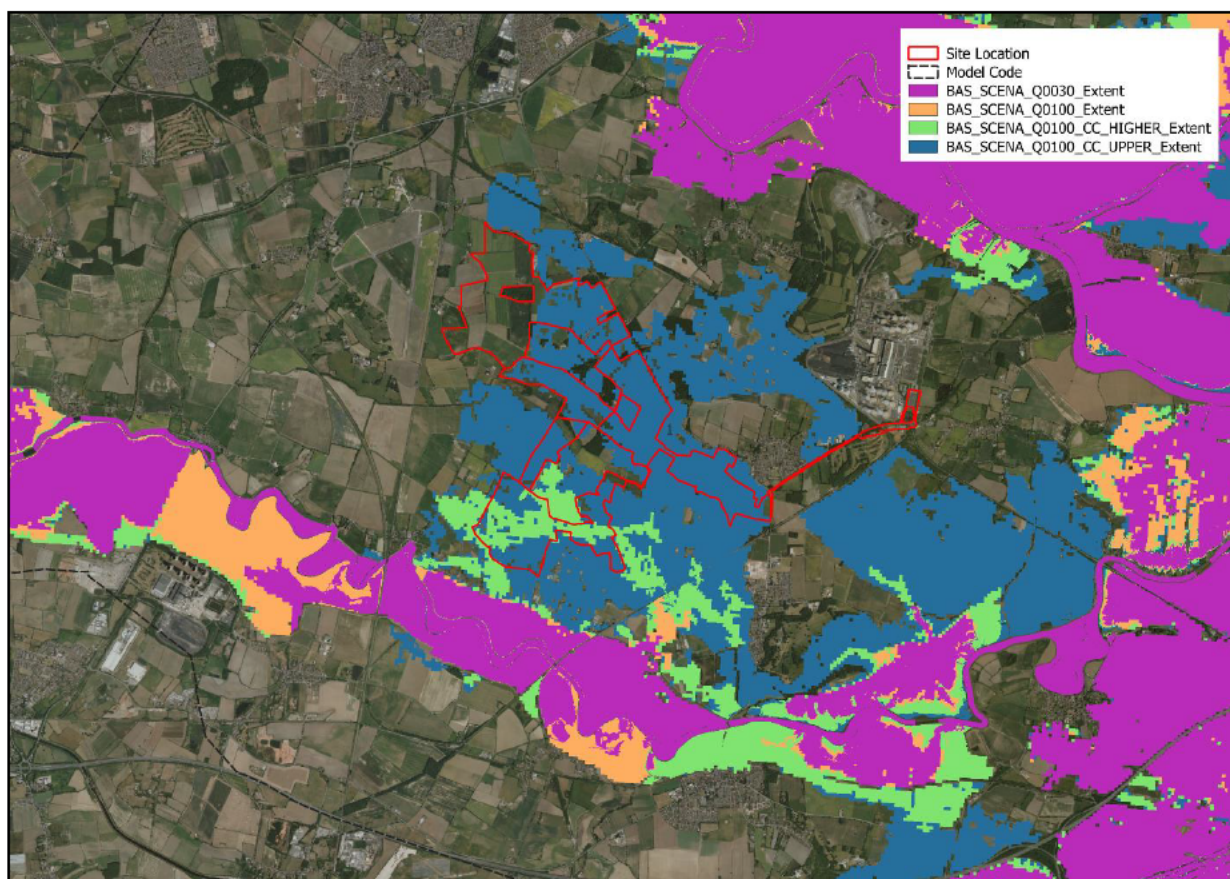 Site Location
Model Code
BAS_SCENA_Q0030_Extent
BAS_SCENA_Q0100_Extent
BAS_SCENA_Q0100_CC_HIGHER_Extent
BAS_SCENA_Q0100_CC_UPPER_Extent